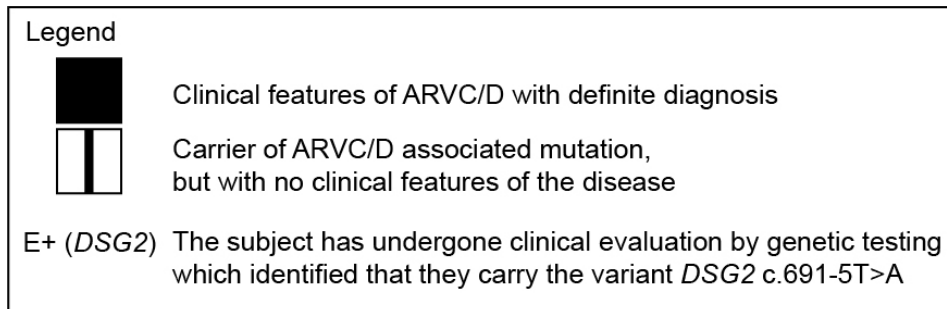 Legend
Clinical features of ARVC/D with definite diagnosis
Carrier of ARVC/D associated mutation,
but with no clinical features of the disease
E+ (DSG2) The subject has undergone clinical evaluation by genetic testing
which identified that they carry the variant DSG2 c.691-5T>A